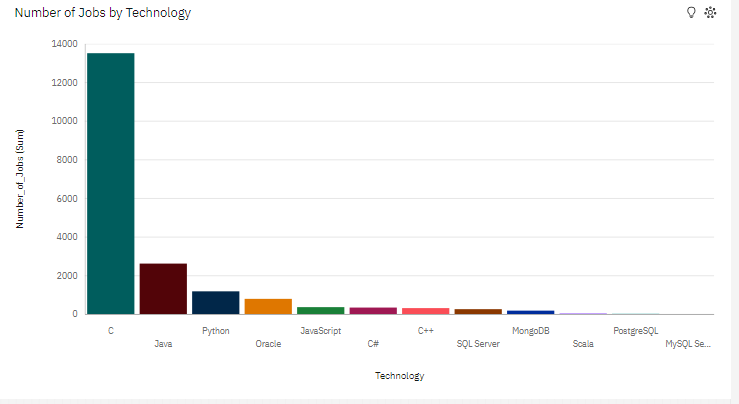 Number of Jobs by Technology
14000
12000
10000
8000
6000
4000
2000
0
Number_of_Jobs (Sum)
C
Java
Python
Oracle
JavaScript
C#
C++
SQL Server
MongoDB
Scala
PostgreSQL
MySQL Se...
Technology